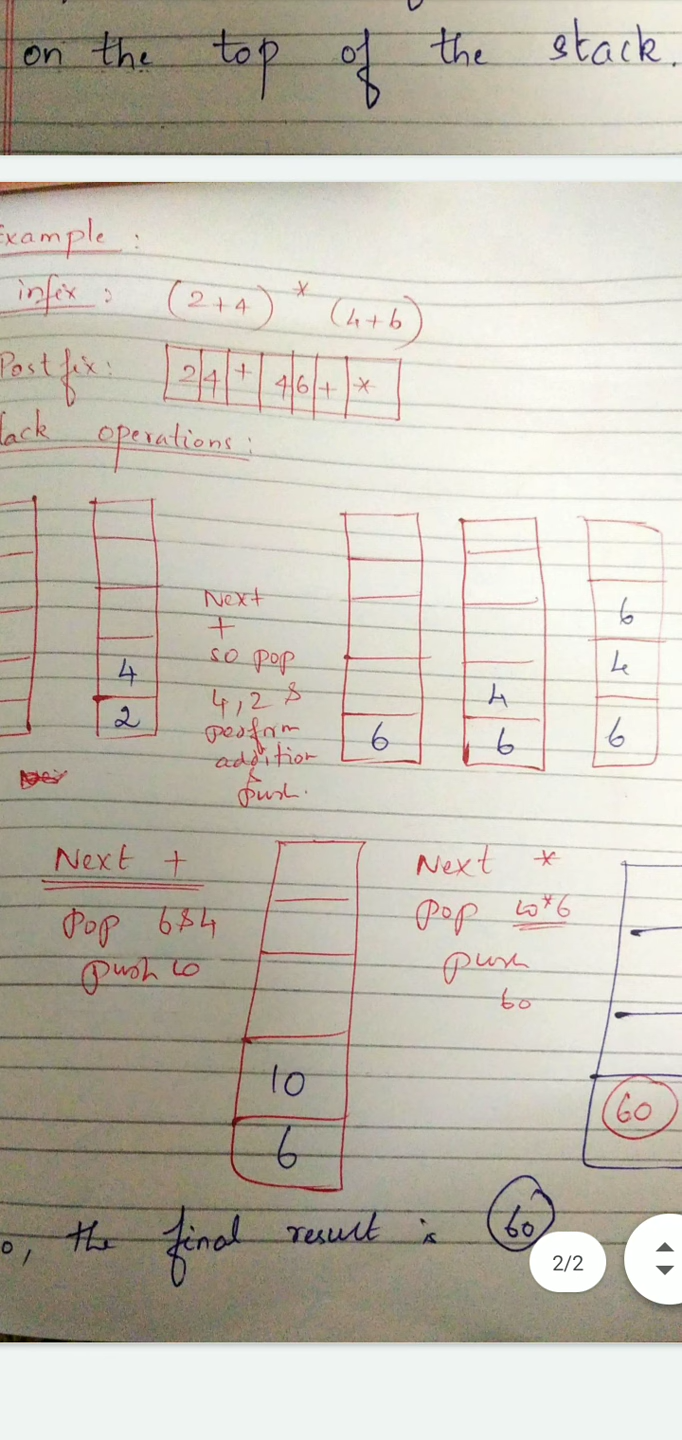 on the top of the stack.
Example :
infix : (2+4) * (4+6)
Postfix: 2 4 + 4 6 + *
operations :
4
2
Next
+
so pop
4, 2 &
perform
addition
& push.
6
4
6
6
4
6
Next +
pop 6 & 4
push 10
10
6
Next *
pop 10*6
push
60
60
the final result is 60
2/2